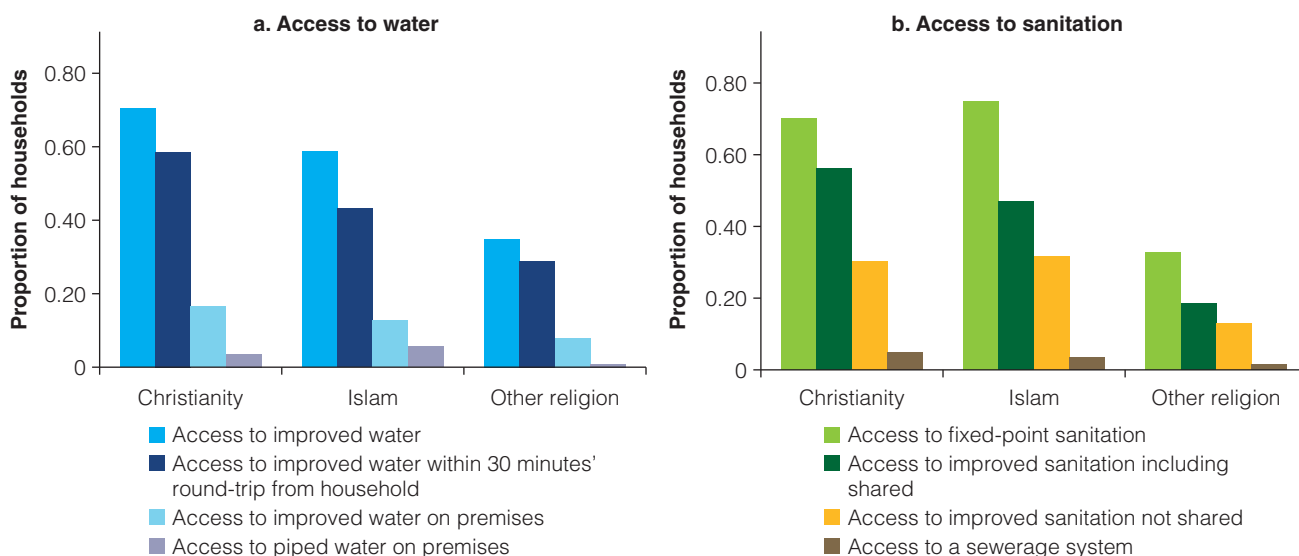 a. Access to water
Proportion of households
0.80
0.60
0.40
0.20
0
Christianity
Islam
Other religion
Access to improved water
Access to improved water within 30 minutes’
round-trip from household
Access to improved water on premises
Access to piped water on premises
b. Access to sanitation
Proportion of households
0.80
0.60
0.40
0.20
0
Christianity
Islam
Other religion
Access to fixed-point sanitation
Access to improved sanitation including
shared
Access to improved sanitation not shared
Access to a sewerage system